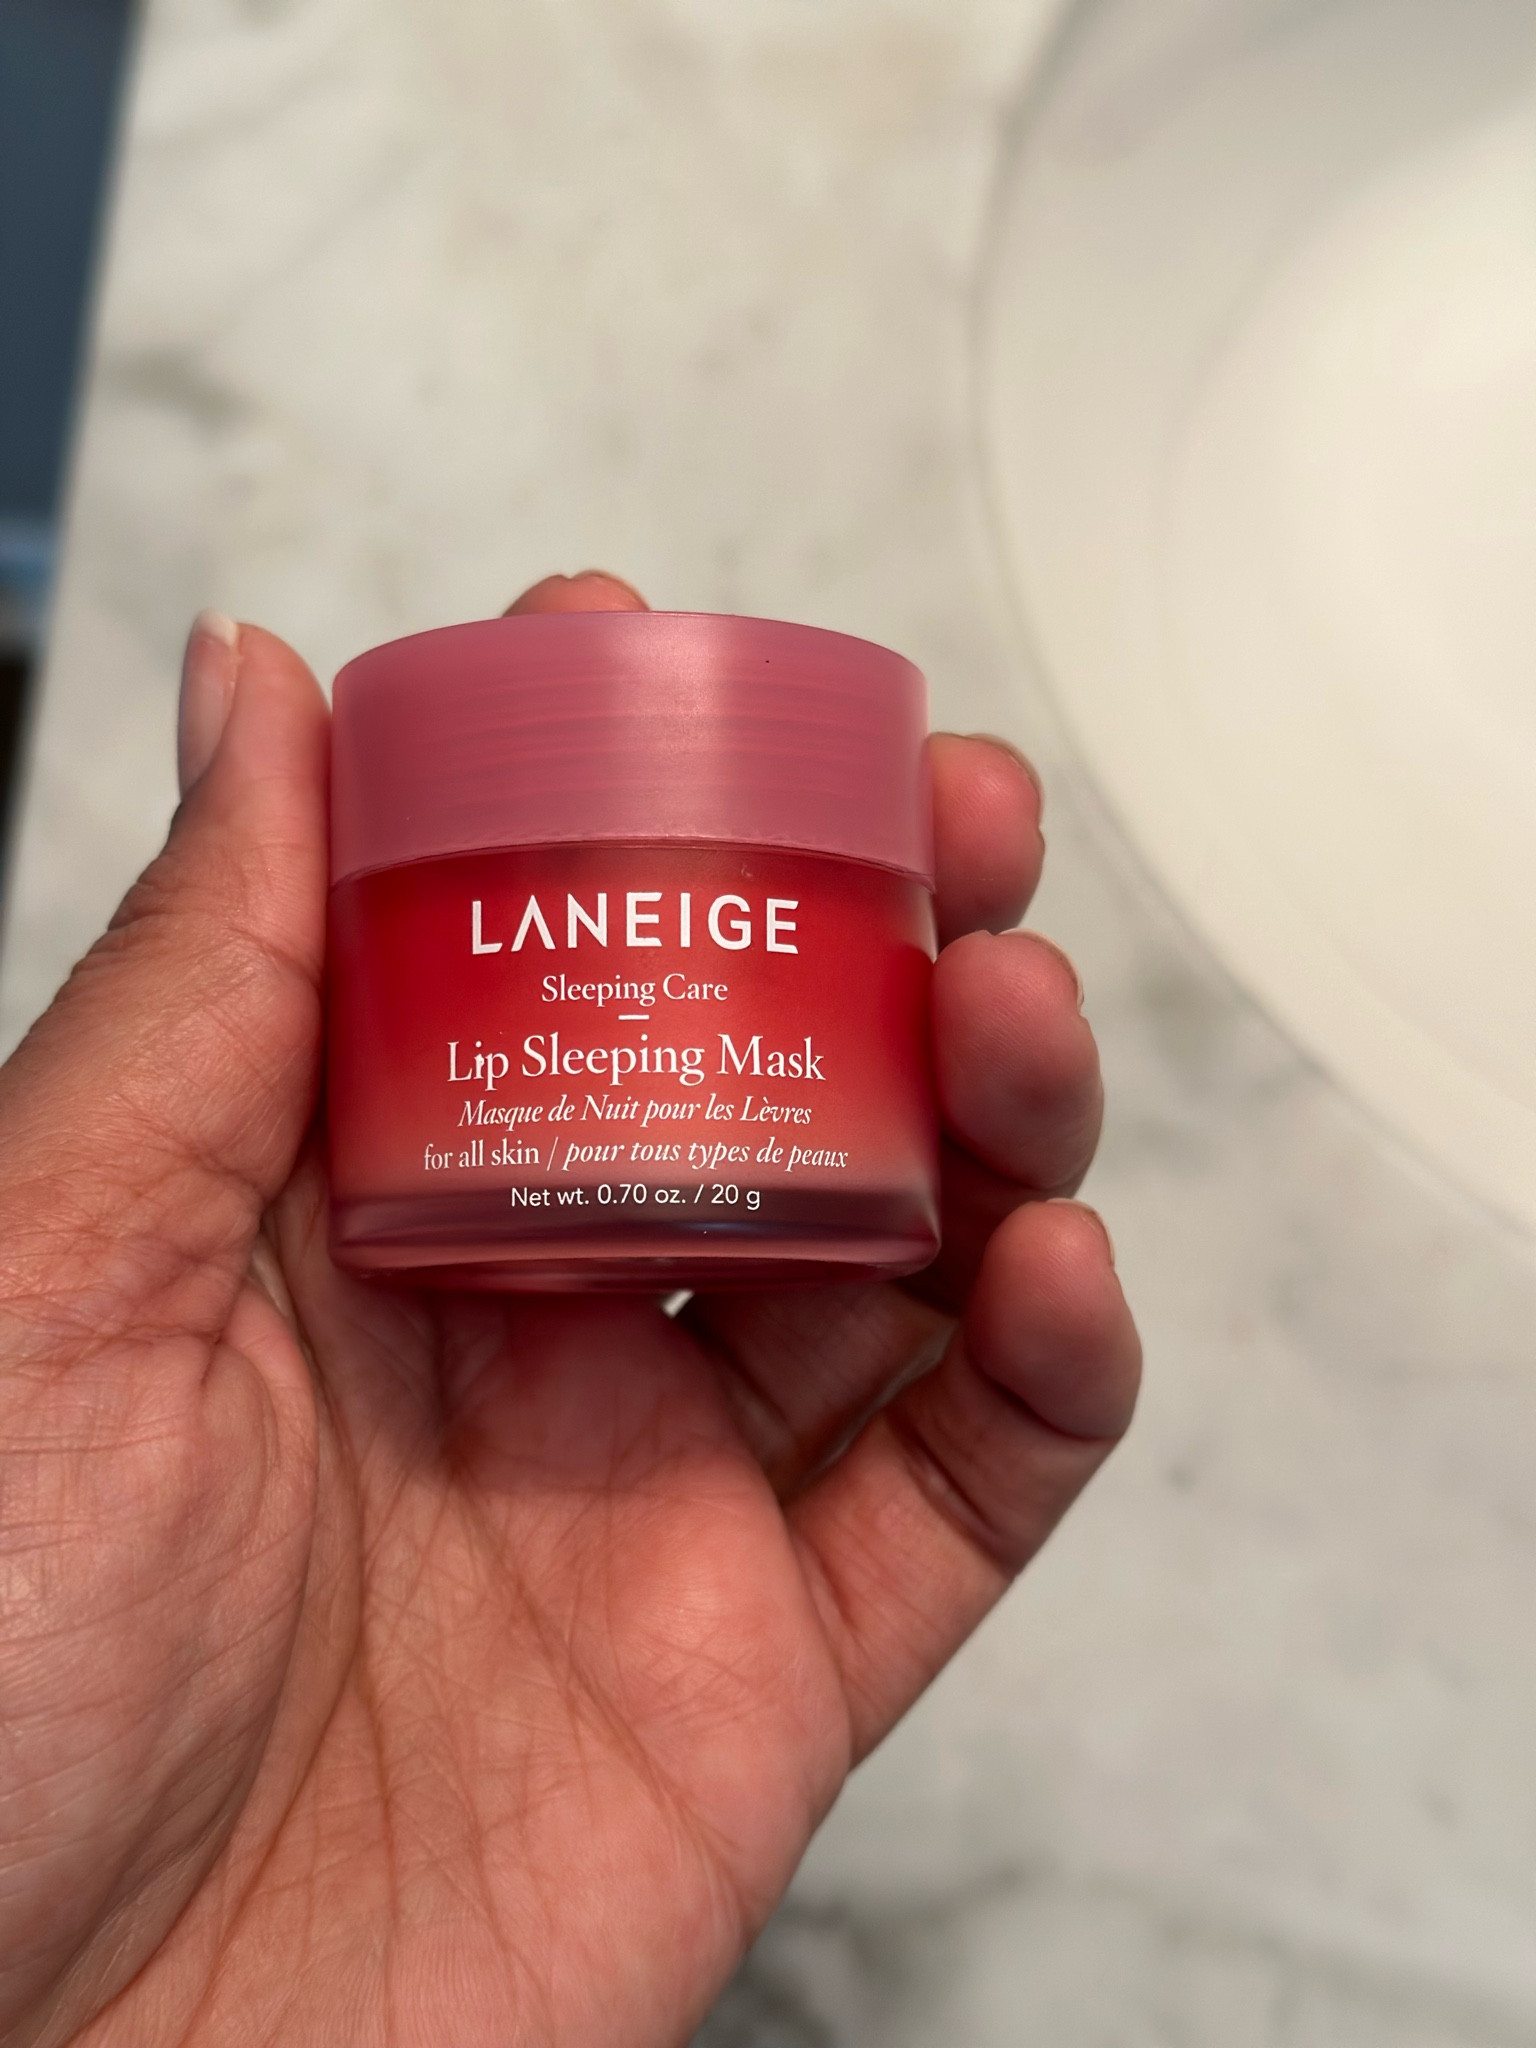 LANEIGE
Sleeping Care
Lip Sleeping Mask
Masque de Nuit pour les Lèvres
for all skin / pour tous types de peaux
Net wt. 0.70 oz. / 20 g